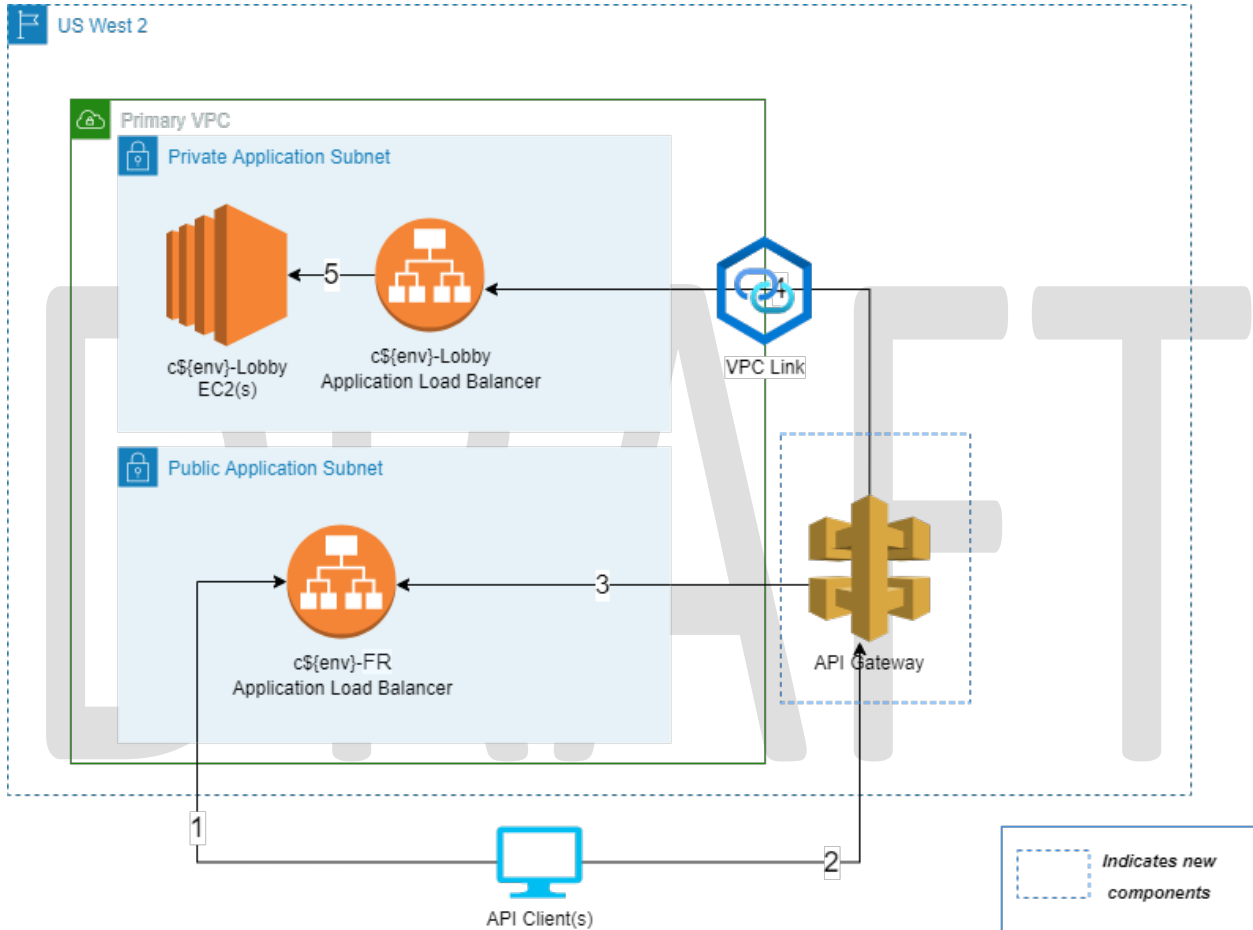 US West 2
Primary VPC
Private Application Subnet
5
4
c${env}-Lobby
EC2(s)
c${env}-Lobby
Application Load Balancer
VPC Link
Public Application Subnet
3
c${env}-FR
Application Load Balancer
API Gateway
DRAFT
1
2
API Client(s)
Indicates new
components